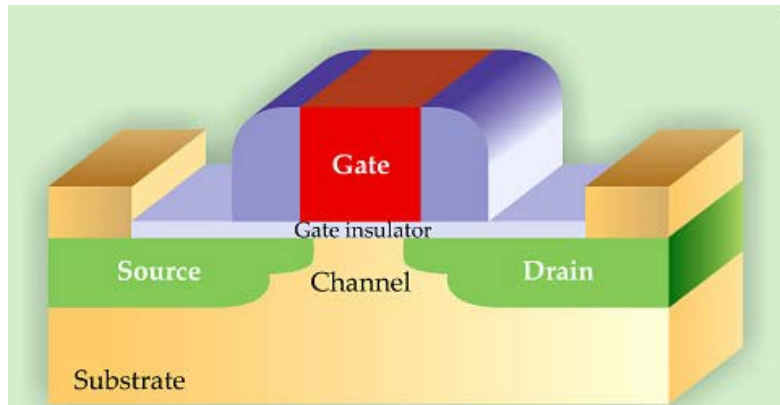 Gate
Gate insulator
Source
Drain
Channel
Substrate